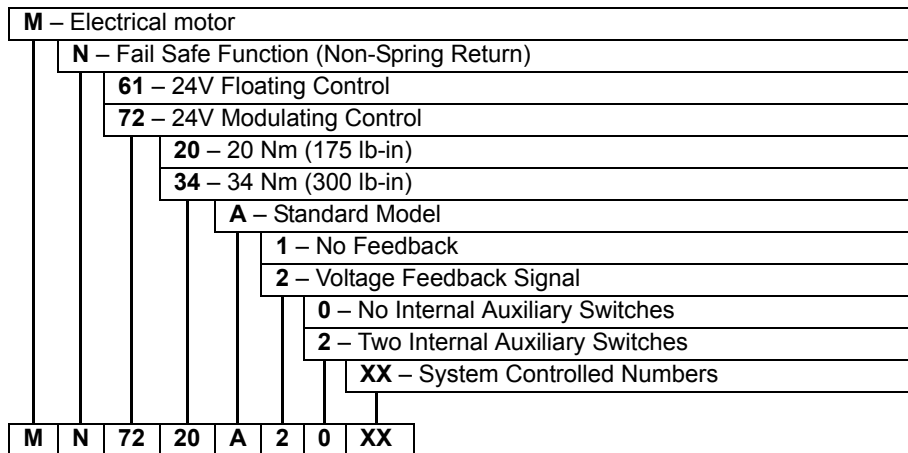 M – Electrical motor
N – Fail Safe Function (Non-Spring Return)
61 – 24V Floating Control
72 – 24V Modulating Control
20 – 20 Nm (175 lb-in)
34 – 34 Nm (300 lb-in)
A – Standard Model
1 – No Feedback
2 – Voltage Feedback Signal
0 – No Internal Auxiliary Switches
2 – Two Internal Auxiliary Switches
XX – System Controlled Numbers
M N 72 20 A 2 0 XX